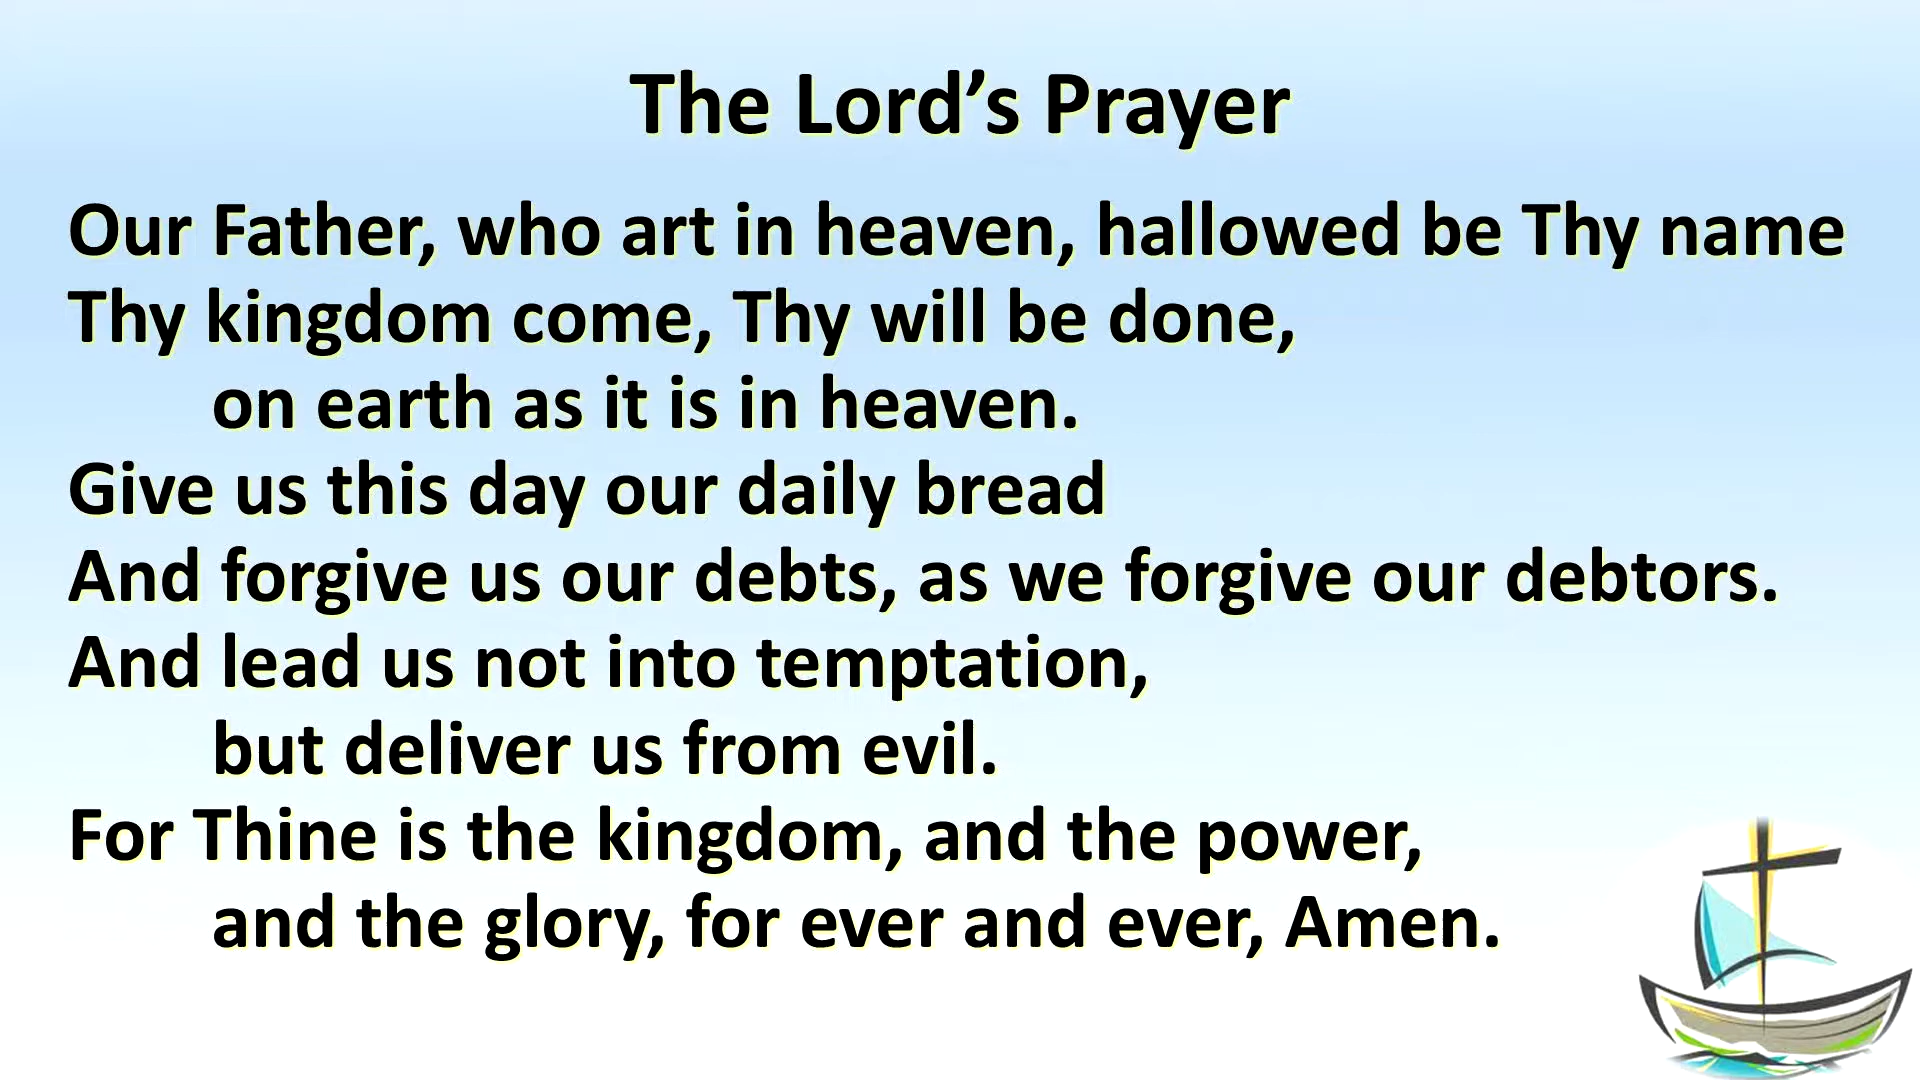 The Lord’s Prayer
Our Father, who art in heaven, hallowed be Thy name
Thy kingdom come, Thy will be done,
on earth as it is in heaven.
Give us this day our daily bread
And forgive us our debts, as we forgive our debtors.
And lead us not into temptation,
but deliver us from evil.
For Thine is the kingdom, and the power,
and the glory, for ever and ever, Amen.